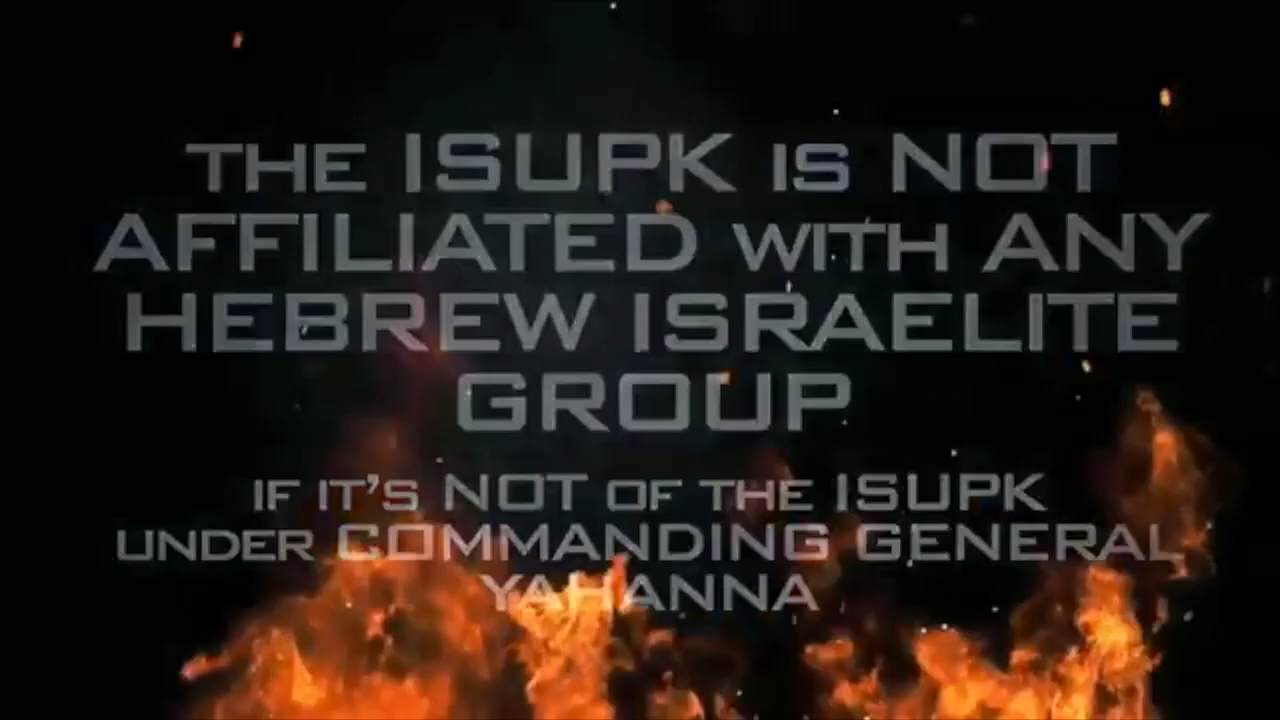 THE ISUPK IS NOT
AFFILIATED WITH ANY
HEBREW ISRAELITE
GROUP
IF IT'S NOT OF THE ISUPK
UNDER COMMANDING GENERAL
YAHANNA